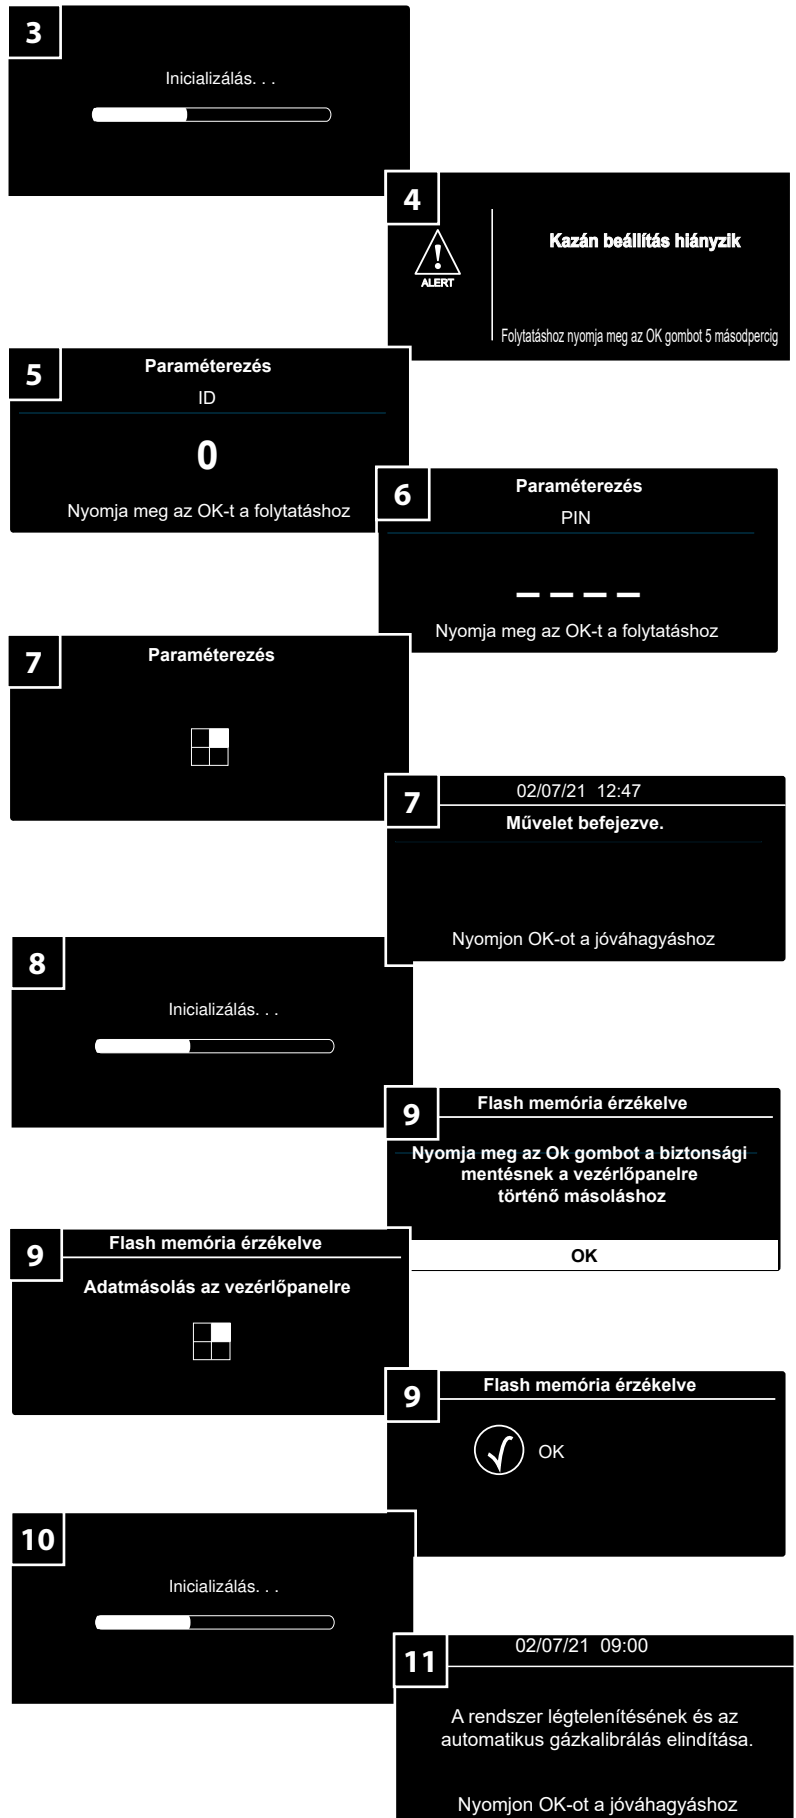 3
Inicializálás. . .
4
ALERT
Kazán beállítás hiányzik
Folytatáshoz nyomja meg az OK gombot 5 másodpercig
5
Paraméterezés
ID
0
Nyomja meg az OK-t a folytatáshoz
6
Paraméterezés
PIN
_ _ _ _
Nyomja meg az OK-t a folytatáshoz
7
Paraméterezés
7
02/07/21 12:47
Művelet befejezve.
Nyomjon OK-ot a jóváhagyáshoz
8
Inicializálás. . .
9
Flash memória érzékelve
Nyomja meg az Ok gombot a biztonsági
mentésnek a vezérlőpanelre
történő másoláshoz
OK
9
Flash memória érzékelve
Adatmásolás az vezérlőpanelre
9
Flash memória érzékelve
OK
10
Inicializálás. . .
11
02/07/21 09:00
A rendszer légtelenítésének és az
automatikus gázkalibrálás elindítása.
Nyomjon OK-ot a jóváhagyáshoz